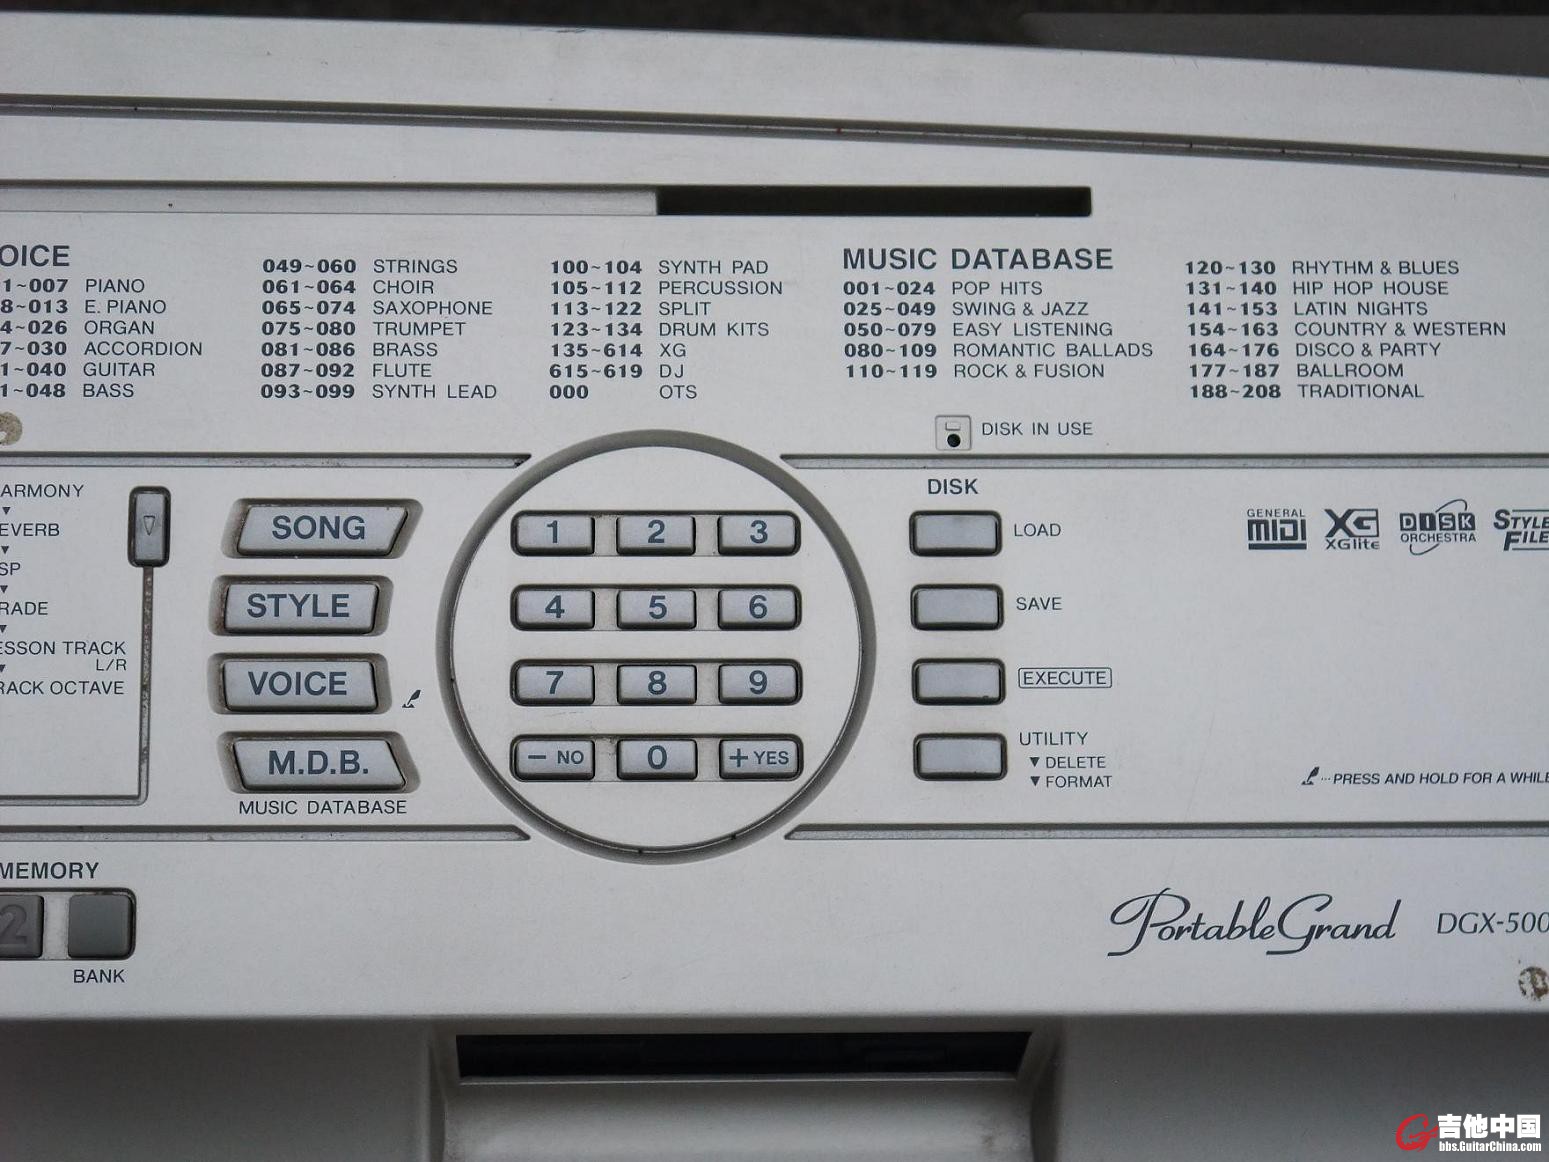 OICE
1~007 PIANO
8~013 E. PIANO
4~026 ORGAN
7~030 ACCORDION
1~040 GUITAR
1~048 BASS
049~060 STRINGS
061~064 CHOIR
065~074 SAXOPHONE
075~080 TRUMPET
081~086 BRASS
087~092 FLUTE
093~099 SYNTH LEAD
100~104 SYNTH PAD
105~112 PERCUSSION
113~122 SPLIT
123~134 DRUM KITS
135~614 XG
615~619 DJ
000 OTS
MUSIC DATABASE
001~024 POP HITS
025~049 SWING & JAZZ
050~079 EASY LISTENING
080~109 ROMANTIC BALLADS
110~119 ROCK & FUSION
120~130 RHYTHM & BLUES
131~140 HIP HOP HOUSE
141~153 LATIN NIGHTS
154~163 COUNTRY & WESTERN
164~176 DISCO & PARTY
177~187 BALLROOM
188~208 TRADITIONAL
DISK IN USE
ARMONY
EVERB
SP
RADE
ESSON TRACK
L/R
RACK OCTAVE
SONG
STYLE
VOICE
M.D.B.
MUSIC DATABASE
1 2 3
4 5 6
7 8 9
− NO 0 + YES
DISK
LOAD
SAVE
EXECUTE
UTILITY
▼ DELETE
▼ FORMAT
GENERAL
MIDI
XG
XGlite
DISK
ORCHESTRA
STYLE
FILE
PRESS AND HOLD FOR A WHILE
MEMORY
2
BANK
Portable Grand DGX-500
吉他中国
bbs.GuitarChina.com